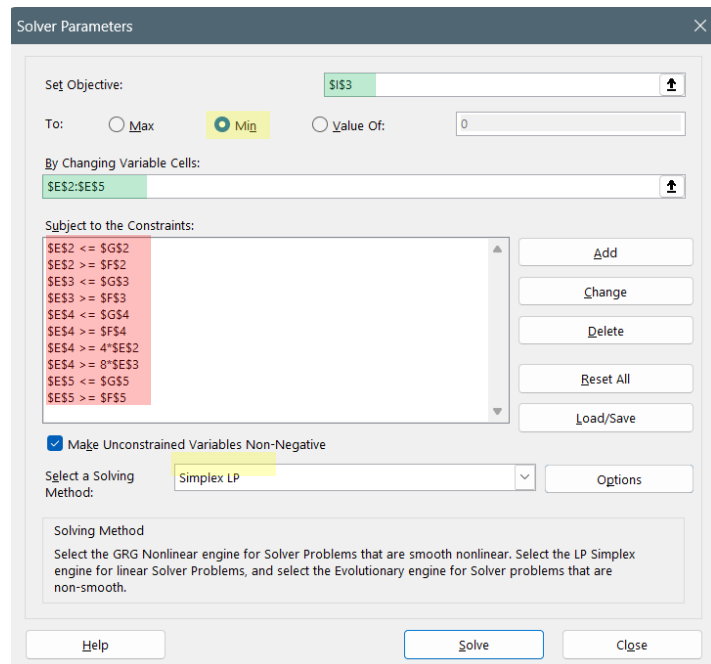 Solver Parameters
Set Objective: $I$3
To: Max Min Value Of: 0
By Changing Variable Cells:
$E$2:$E$5
Subject to the Constraints:
$E$2 <= $G$2
$E$2 >= $F$2
$E$3 <= $G$3
$E$3 >= $F$3
$E$4 <= $G$4
$E$4 >= $F$4
$E$4 >= 4*$E$2
$E$4 >= 8*$E$3
$E$5 <= $G$5
$E$5 >= $F$5
Add
Change
Delete
Reset All
Load/Save
Make Unconstrained Variables Non-Negative
Select a Solving
Method:
Simplex LP
Options
Solving Method
Select the GRG Nonlinear engine for Solver Problems that are smooth nonlinear. Select the LP Simplex
engine for linear Solver Problems, and select the Evolutionary engine for Solver problems that are
non-smooth.
Help Solve Close